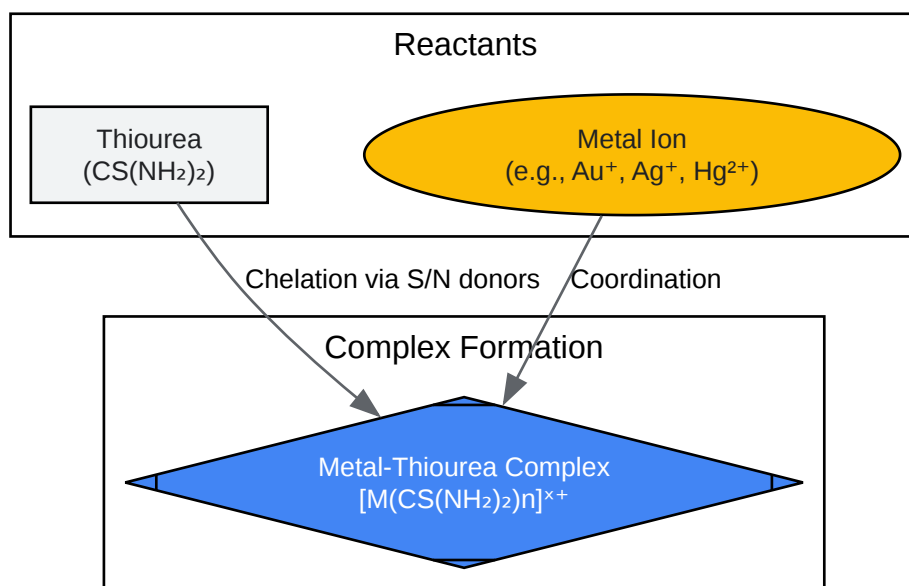 Reactants
Thiourea
(CS(NH₂)₂)
Metal Ion
(e.g., Au⁺, Ag⁺, Hg²⁺)
Chelation via S/N donors
Coordination
Complex Formation
Metal-Thiourea Complex
[M(CS(NH₂)₂)n]ˣ⁺